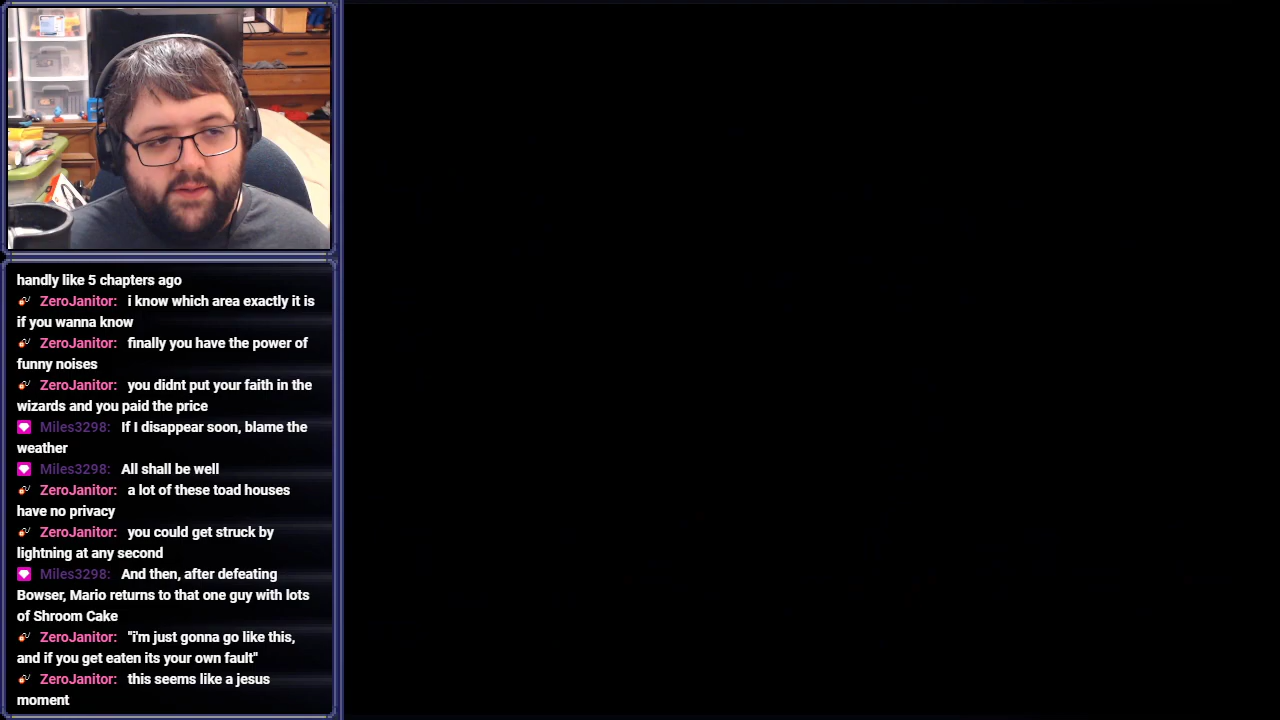 handly like 5 chapters ago
ZeroJanitor: i know which area exactly it is
if you wanna know
ZeroJanitor: finally you have the power of
funny noises
ZeroJanitor: you didnt put your faith in the
wizards and you paid the price
Miles3298: If I disappear soon, blame the
weather
Miles3298: All shall be well
ZeroJanitor: a lot of these toad houses
have no privacy
ZeroJanitor: you could get struck by
lightning at any second
Miles3298: And then, after defeating
Bowser, Mario returns to that one guy with lots
of Shroom Cake
ZeroJanitor: "i'm just gonna go like this,
and if you get eaten its your own fault"
ZeroJanitor: this seems like a jesus
moment